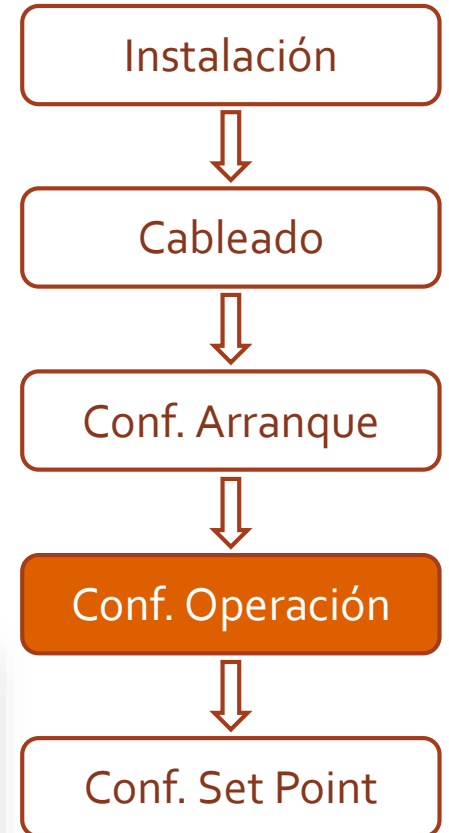 Instalación
Cableado
Conf. Arranque
Conf. Operación
Conf. Set Point